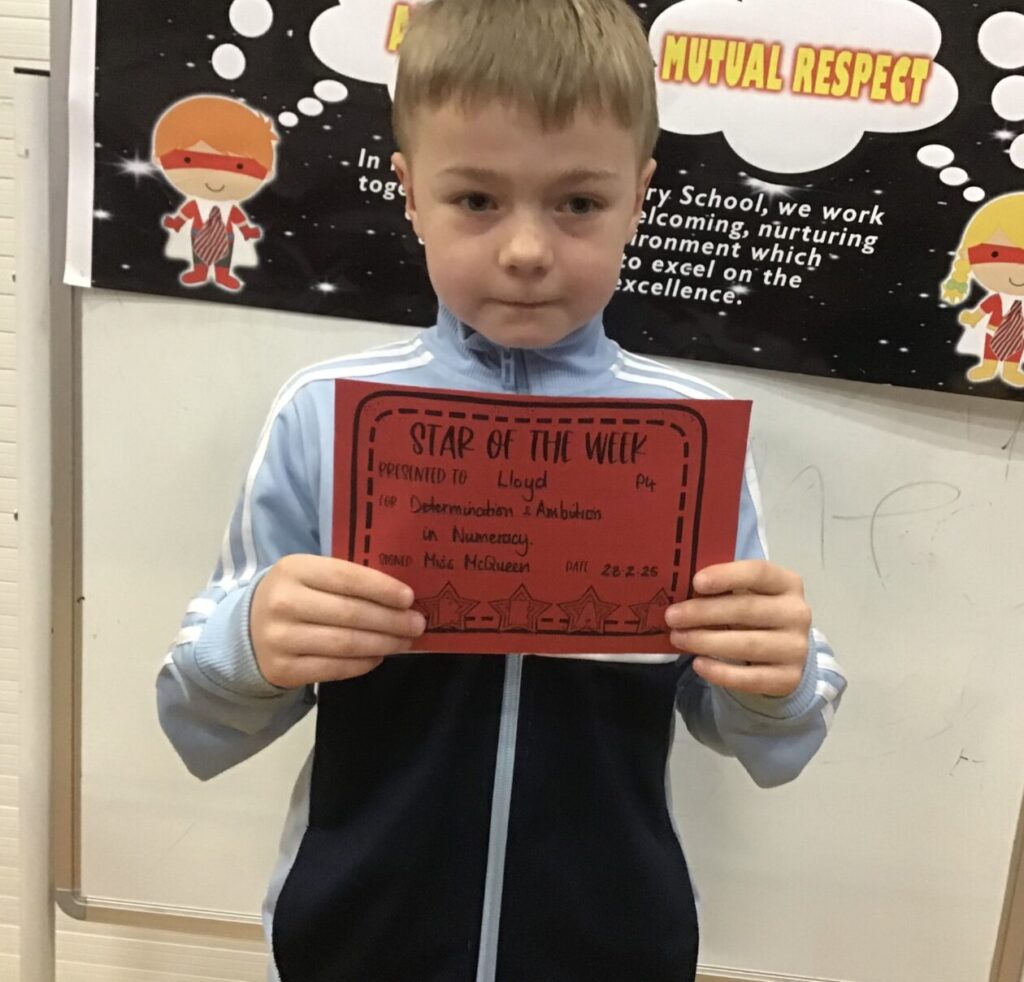 MUTUAL RESPECT
In
ry School, we work
toge
elcoming, nurturing
ironment which
to excel on the
excellence.
STAR OF THE WEEK
PRESENTED TO Lloyd P4
FOR Determination & Ambition
in Numeracy.
SIGNED Miss McQueen DATE 28-2-25